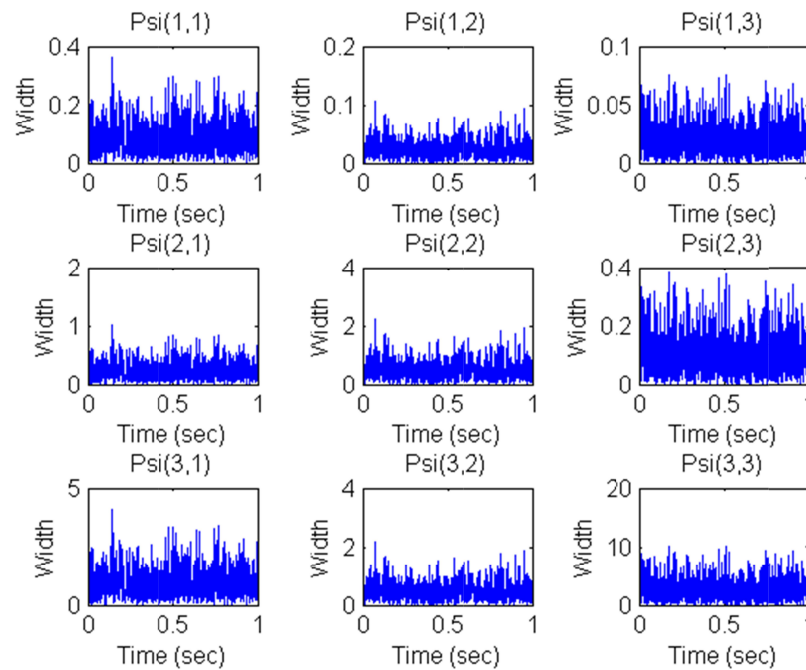 Psi(1,1)
Width
0.4
0.2
0
0
0.5
1
Time (sec)
Psi(1,2)
Width
0.2
0.1
0
0
0.5
1
Time (sec)
Psi(1,3)
Width
0.1
0.05
0
0
0.5
1
Time (sec)
Psi(2,1)
Width
2
1
0
0
0.5
1
Time (sec)
Psi(2,2)
Width
4
2
0
0
0.5
1
Time (sec)
Psi(2,3)
Width
0.4
0.2
0
0
0.5
1
Time (sec)
Psi(3,1)
Width
5
0
0
0.5
1
Time (sec)
Psi(3,2)
Width
4
2
0
0
0.5
1
Time (sec)
Psi(3,3)
Width
20
10
0
0
0.5
1
Time (sec)